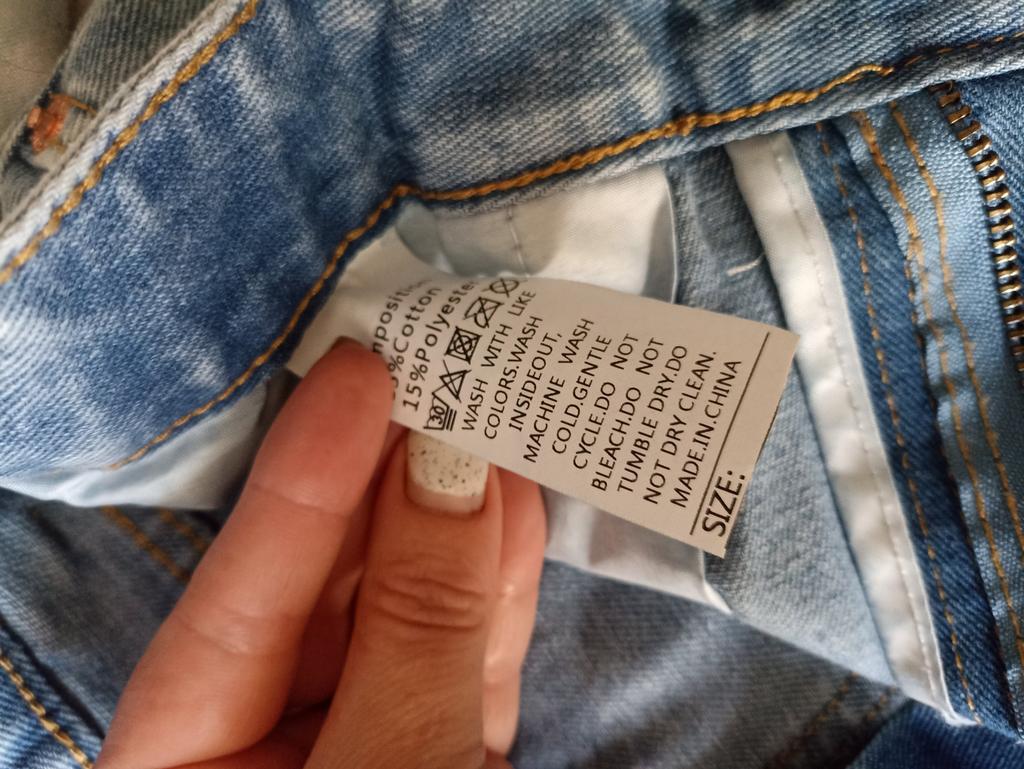 15%Polyester
30
WASH WITH LIKE
COLORS.WASH
INSIDEOUT,
MACHINE WASH
COLD.GENTLE
CYCLE.DO NOT
BLEACH.DO NOT
TUMBLE DRY.DO
NOT DRY CLEAN.
MADE.IN.CHINA
SIZE: